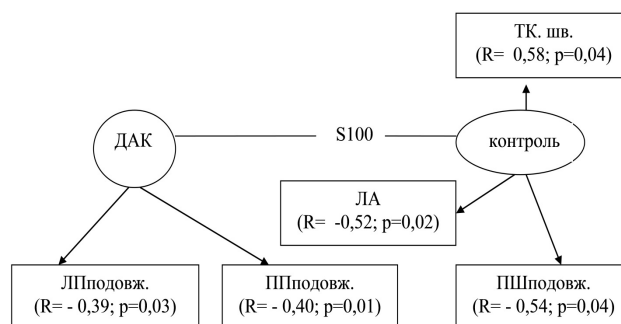 ТК. шв.
(R=  0,58; p=0,04)
ДАК
S100
контроль
ЛА
(R=  -0,52; p=0,02)
ЛПподовж.
(R= - 0,39; p=0,03)
ППподовж.
(R= - 0,40; p=0,01)
ПШподовж.
(R= - 0,54; p=0,04)